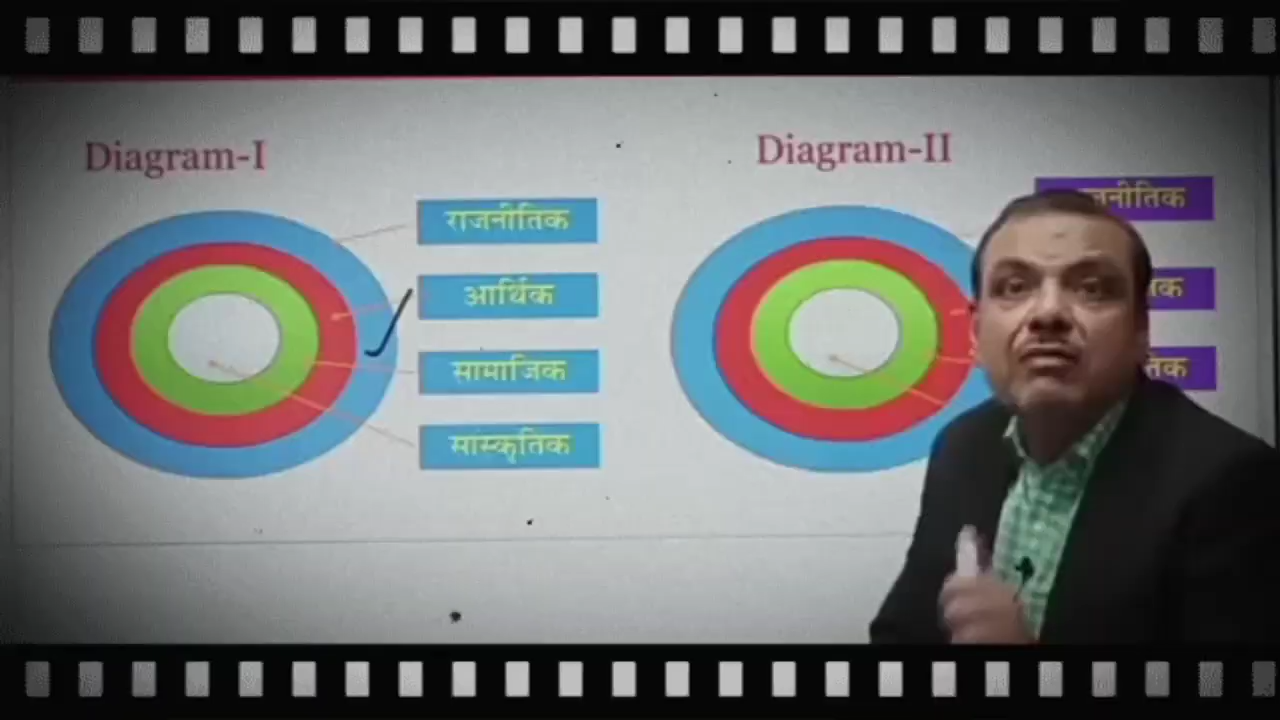 Diagram-I
राजनीतिक
आर्थिक
सामाजिक
सांस्कृतिक
Diagram-II